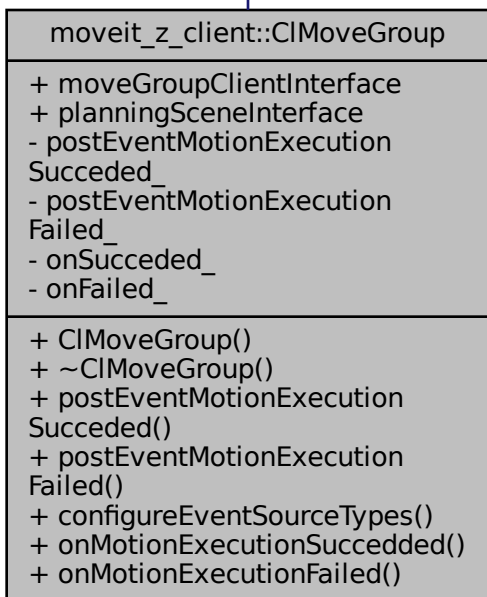 moveit_z_client::ClMoveGroup
+ moveGroupClientInterface
+ planningSceneInterface
- postEventMotionExecution
Succeded_
- postEventMotionExecution
Failed_
- onSucceded_
- onFailed_
+ ClMoveGroup()
+ ~ClMoveGroup()
+ postEventMotionExecution
Succeded()
+ postEventMotionExecution
Failed()
+ configureEventSourceTypes()
+ onMotionExecutionSuccedded()
+ onMotionExecutionFailed()